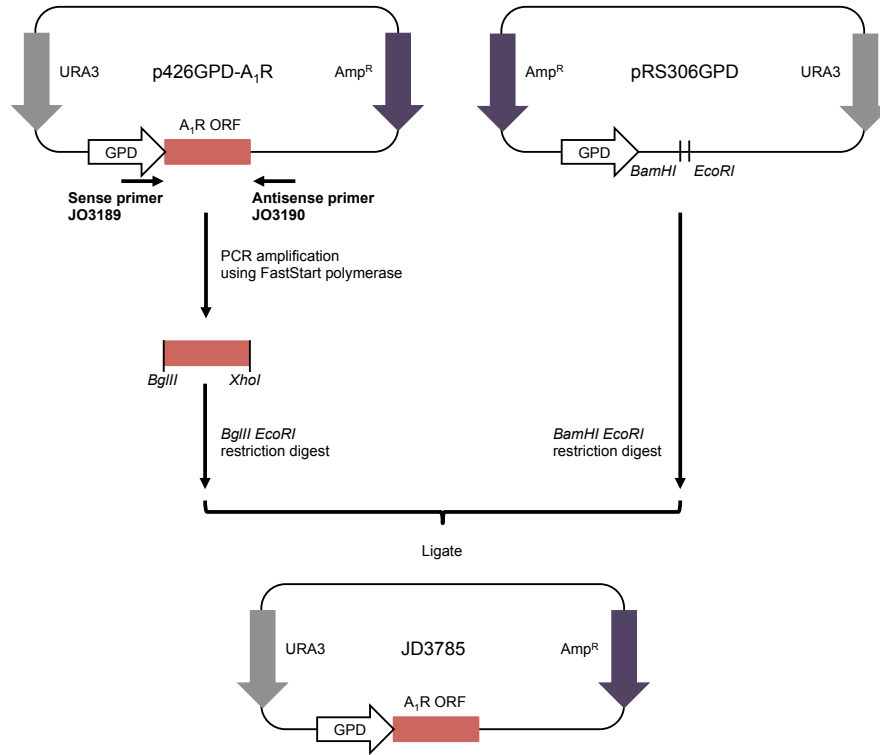 URA3
p426GPD-A₁R
Ampᴿ
A₁R ORF
GPD
Sense primer
JO3189
Antisense primer
JO3190
Ampᴿ
pRS306GPD
URA3
GPD
BamHI
EcoRI
PCR amplification
using FastStart polymerase
BglII
XhoI
BglII EcoRI
restriction digest
BamHI EcoRI
restriction digest
Ligate
URA3
JD3785
Ampᴿ
A₁R ORF
GPD